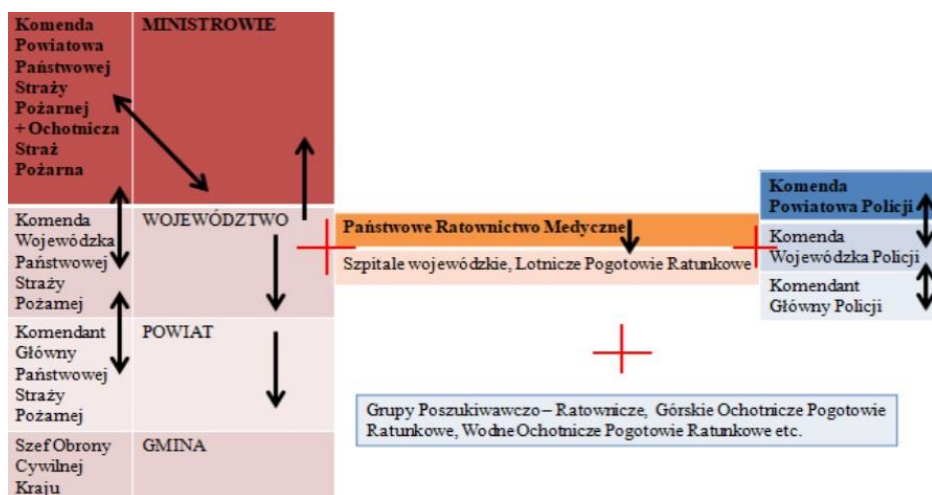 Komenda
Powiatowa
Państwowej
Straży
Pożarnej
+ Ochotnicza
Straż
Pożarna
MINISTROWIE
Komenda
Wojewódzka
Państwowej
Straży
Pożarnej
WOJEWÓDZTWO
Komendant
Główny
Państwowej
Straży
Pożarnej
POWIAT
Szef Obrony
Cywilnej
Kraju
GMINA
Państwowe Ratownictwo Medyczne
Szpitale wojewódzkie, Lotnicze Pogotowie Ratunkowe
Komenda
Powiatowa Policji
Komenda
Wojewódzka Policji
Komendant
Główny Policji
Grupy Poszukiwawczo – Ratownicze, Górskie Ochotnicze Pogotowie
Ratunkowe, Wodne Ochotnicze Pogotowie Ratunkowe etc.